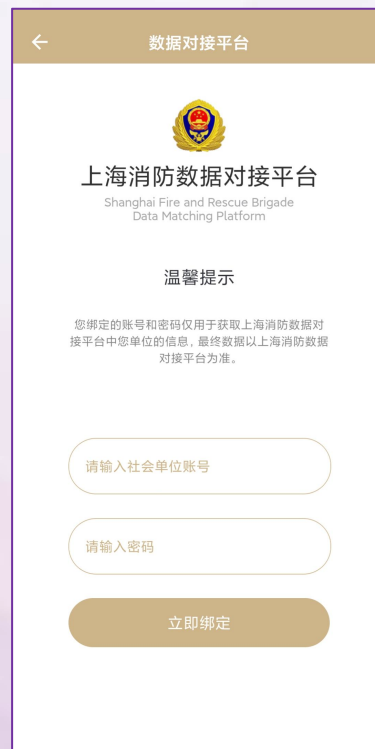 数据对接平台
上海消防数据对接平台
Shanghai Fire and Rescue Brigade
Data Matching Platform
温馨提示
您绑定的账号和密码仅用于获取上海消防数据对
接平台中您单位的信息，最终数据以上海消防数据
对接平台为准。
请输入社会单位账号
请输入密码
立即绑定